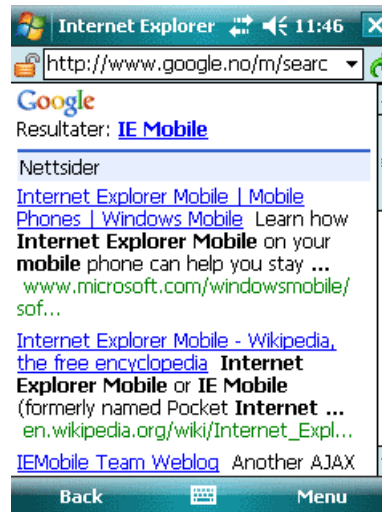 Internet Explorer 11:46
http://www.google.no/m/searc
Google
Resultater: IE Mobile
Nettsider
Internet Explorer Mobile | Mobile
Phones | Windows Mobile Learn how
Internet Explorer Mobile on your
mobile phone can help you stay ...
www.microsoft.com/windowsmobile/
sof...
Internet Explorer Mobile - Wikipedia,
the free encyclopedia Internet
Explorer Mobile or IE Mobile
(formerly named Pocket Internet ...
en.wikipedia.org/wiki/Internet_Expl...
IEMobile Team Weblog Another AJAX
Back Menu